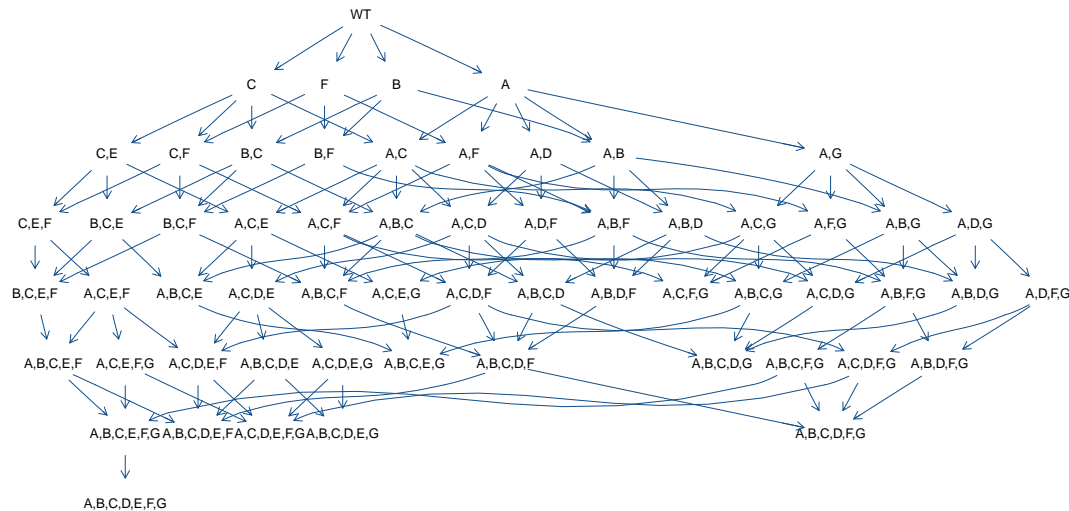 WT
C F B A
C,E C,F B,C B,F A,C A,F A,D A,B A,G
C,E,F B,C,E B,C,F A,C,E A,C,F A,B,C A,C,D A,D,F A,B,F A,B,D A,C,G A,F,G A,B,G A,D,G
B,C,E,F A,C,E,F A,B,C,E A,C,D,E A,B,C,F A,C,E,G A,C,D,F A,B,C,D A,B,D,F A,C,F,G A,B,C,G A,C,D,G A,B,F,G A,B,D,G A,D,F,G
A,B,C,E,F A,C,E,F,G A,C,D,E,F A,B,C,D,E A,C,D,E,G A,B,C,E,G A,B,C,D,F A,B,C,D,G A,B,C,F,G A,C,D,F,G A,B,D,F,G
A,B,C,E,F,G A,B,C,D,E,F A,C,D,E,F,G A,B,C,D,E,G A,B,C,D,F,G
A,B,C,D,E,F,G